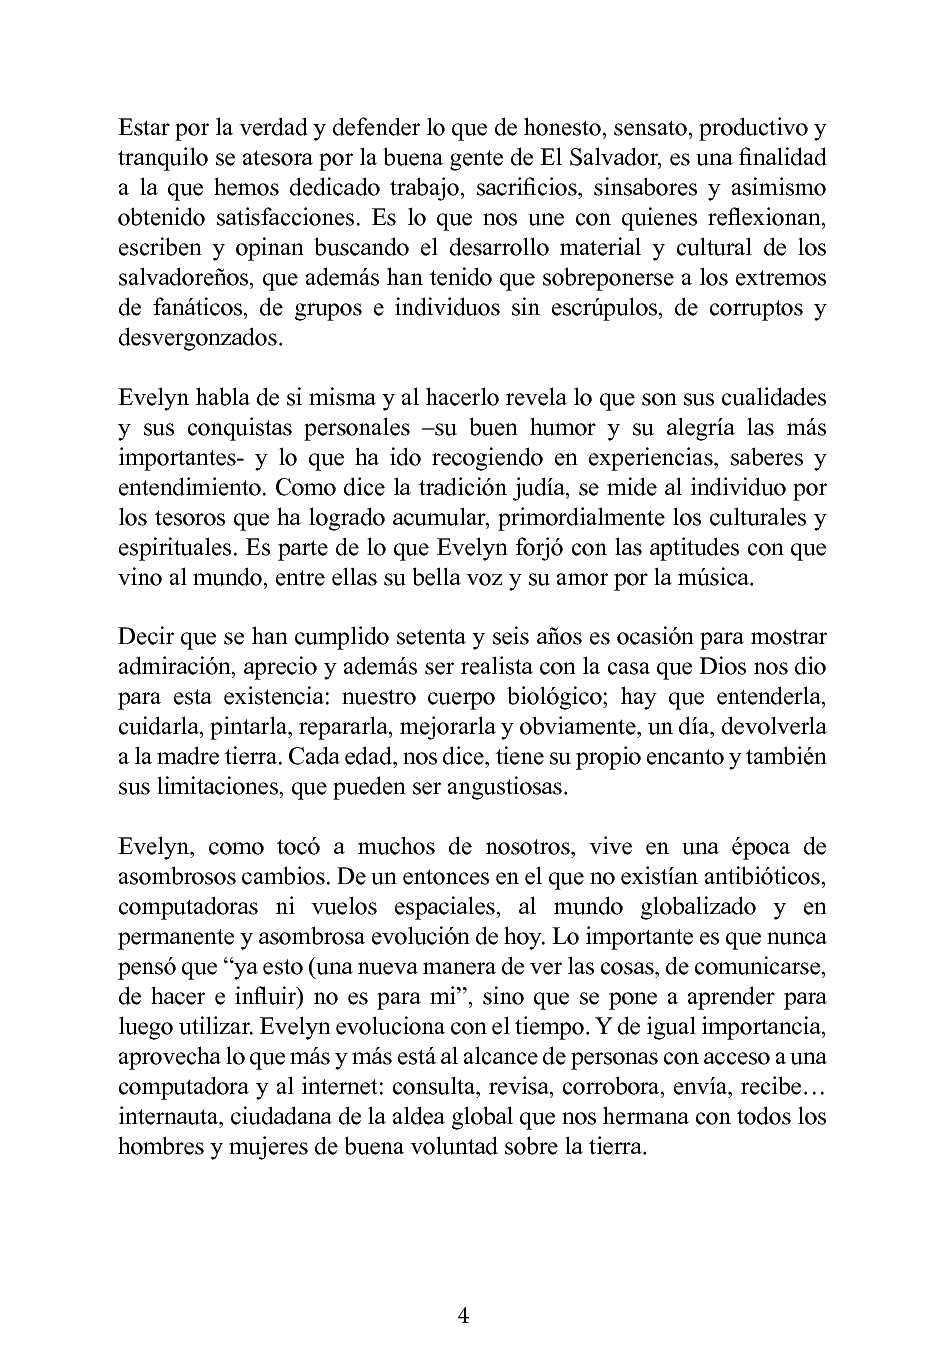 Estar por la verdad y defender lo que de honesto, sensato, productivo y
tranquilo se atesora por la buena gente de El Salvador, es una finalidad
a la que hemos dedicado trabajo, sacrificios, sinsabores y asimismo
obtenido satisfacciones. Es lo que nos une con quienes reflexionan,
escriben y opinan buscando el desarrollo material y cultural de los
salvadoreños, que además han tenido que sobreponerse a los extremos
de fanáticos, de grupos e individuos sin escrúpulos, de corruptos y
desvergonzados.

Evelyn habla de si misma y al hacerlo revela lo que son sus cualidades
y sus conquistas personales –su buen humor y su alegría las más
importantes- y lo que ha ido recogiendo en experiencias, saberes y
entendimiento. Como dice la tradición judía, se mide al individuo por
los tesoros que ha logrado acumular, primordialmente los culturales y
espirituales. Es parte de lo que Evelyn forjó con las aptitudes con que
vino al mundo, entre ellas su bella voz y su amor por la música.

Decir que se han cumplido setenta y seis años es ocasión para mostrar
admiración, aprecio y además ser realista con la casa que Dios nos dio
para esta existencia: nuestro cuerpo biológico; hay que entenderla,
cuidarla, pintarla, repararla, mejorarla y obviamente, un día, devolverla
a la madre tierra. Cada edad, nos dice, tiene su propio encanto y también
sus limitaciones, que pueden ser angustiosas.

Evelyn, como tocó a muchos de nosotros, vive en una época de
asombrosos cambios. De un entonces en el que no existían antibióticos,
computadoras ni vuelos espaciales, al mundo globalizado y en
permanente y asombrosa evolución de hoy. Lo importante es que nunca
pensó que “ya esto (una nueva manera de ver las cosas, de comunicarse,
de hacer e influir) no es para mi”, sino que se pone a aprender para
luego utilizar. Evelyn evoluciona con el tiempo. Y de igual importancia,
aprovecha lo que más y más está al alcance de personas con acceso a una
computadora y al internet: consulta, revisa, corrobora, envía, recibe…
internauta, ciudadana de la aldea global que nos hermana con todos los
hombres y mujeres de buena voluntad sobre la tierra.

4